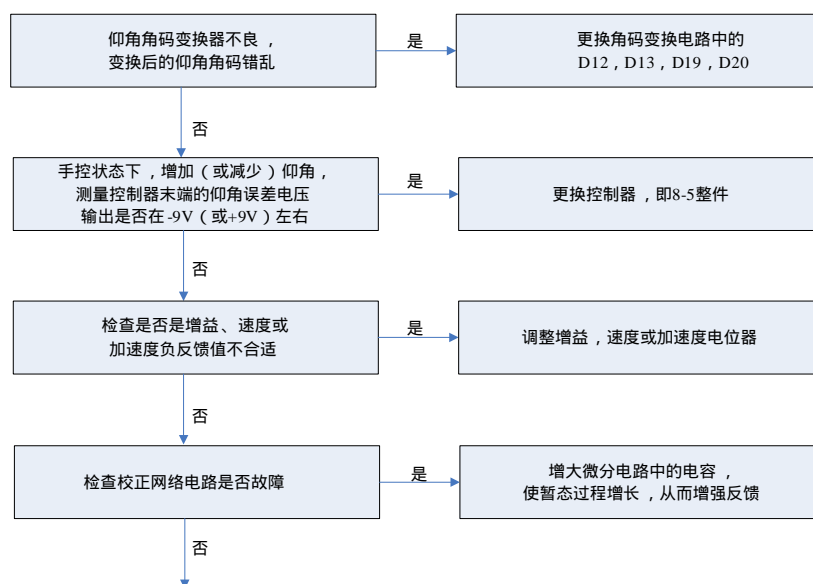 仰角角码变换器不良，
变换后的仰角角码错乱
是
更换角码变换电路中的
D12，D13，D19，D20
否
手控状态下，增加（或减少）仰角，
测量控制器末端的仰角误差电压
输出是否在-9V（或+9V）左右
是
更换控制器，即8-5整件
否
检查是否是增益、速度或
加速度负反馈值不合适
是
调整增益，速度或加速度电位器
否
检查校正网络电路是否故障
是
增大微分电路中的电容，
使暂态过程增长，从而增强反馈
否